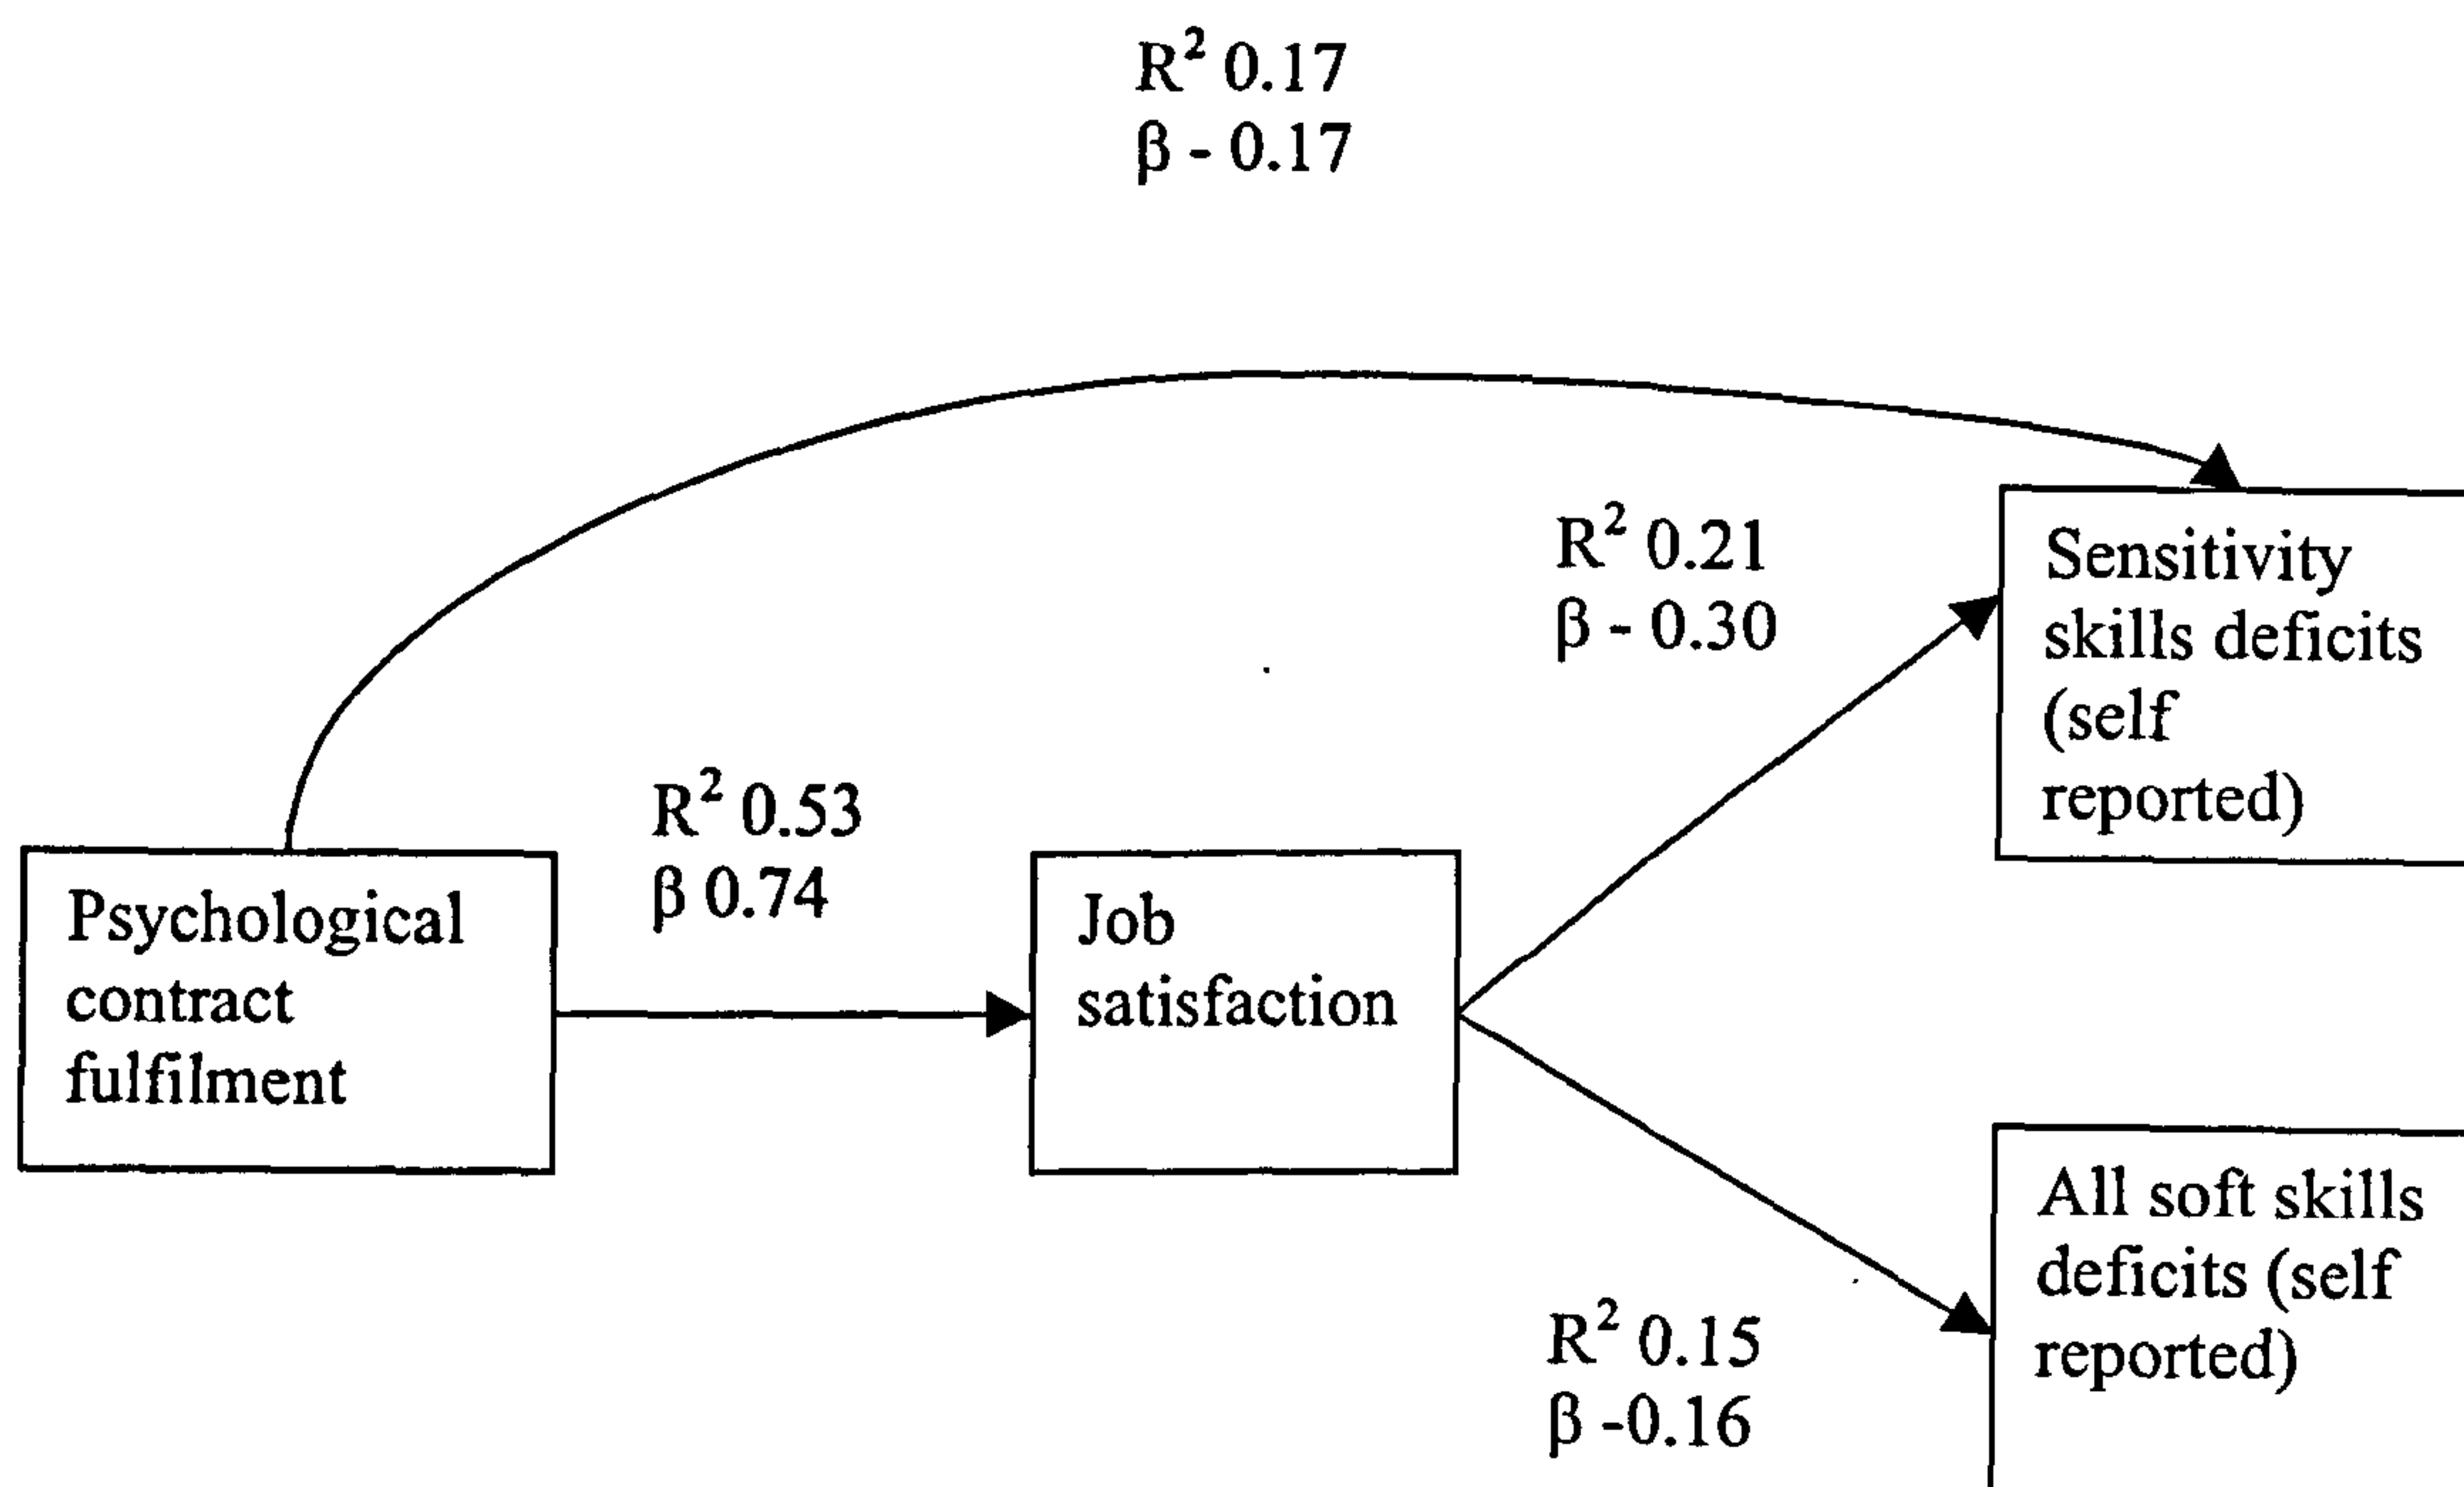 R² 0.17
β - 0.17
R² 0.21
β - 0.30
Sensitivity
skills deficits
(self
reported)
R² 0.53
β 0.74
Psychological
contract
fulfilment
Job
satisfaction
All soft skills
deficits (self
reported)
R² 0.15
β -0.16